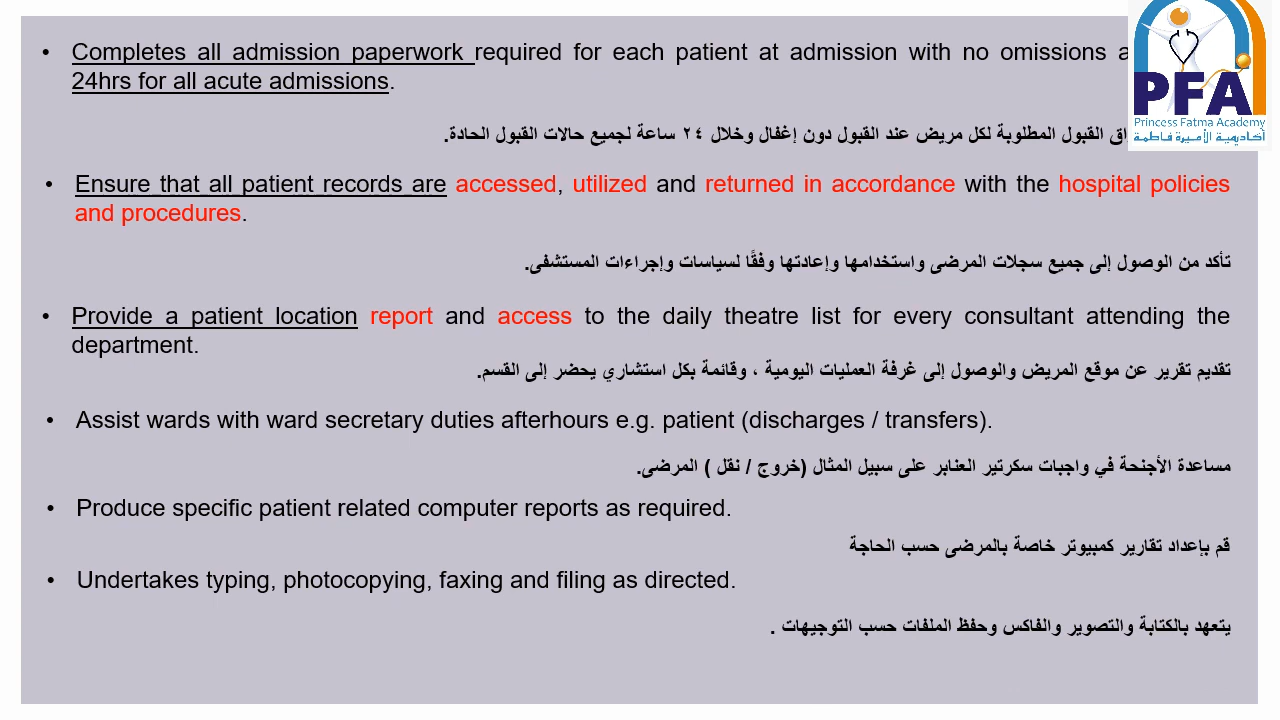 • Completes all admission paperwork required for each patient at admission with no omissions
24hrs for all acute admissions.
القبول المطلوبة لكل مريض عند القبول دون إغفال وخلال ٢٤ ساعة لجميع حالات القبول الحادة.
PFA
Princess Fatma Academy
أكاديمية الأميرة فاطمة
• Ensure that all patient records are accessed, utilized and returned in accordance with the hospital policies
and procedures.
تأكد من الوصول إلى جميع سجلات المرضى واستخدامها وإعادتها وفقًا لسياسات وإجراءات المستشفى.
• Provide a patient location report and access to the daily theatre list for every consultant attending the
department.
تقديم تقرير عن موقع المريض والوصول إلى غرفة العمليات اليومية ، وقائمة بكل استشاري يحضر إلى القسم.
• Assist wards with ward secretary duties afterhours e.g. patient (discharges / transfers).
مساعدة الأجنحة في واجبات سكرتير العنابر على سبيل المثال (خروج / نقل ) المرضى.
• Produce specific patient related computer reports as required.
قم بإعداد تقارير كمبيوتر خاصة بالمرضى حسب الحاجة
• Undertakes typing, photocopying, faxing and filing as directed.
يتعهد بالكتابة والتصوير والفاكس وحفظ الملفات حسب التوجيهات .